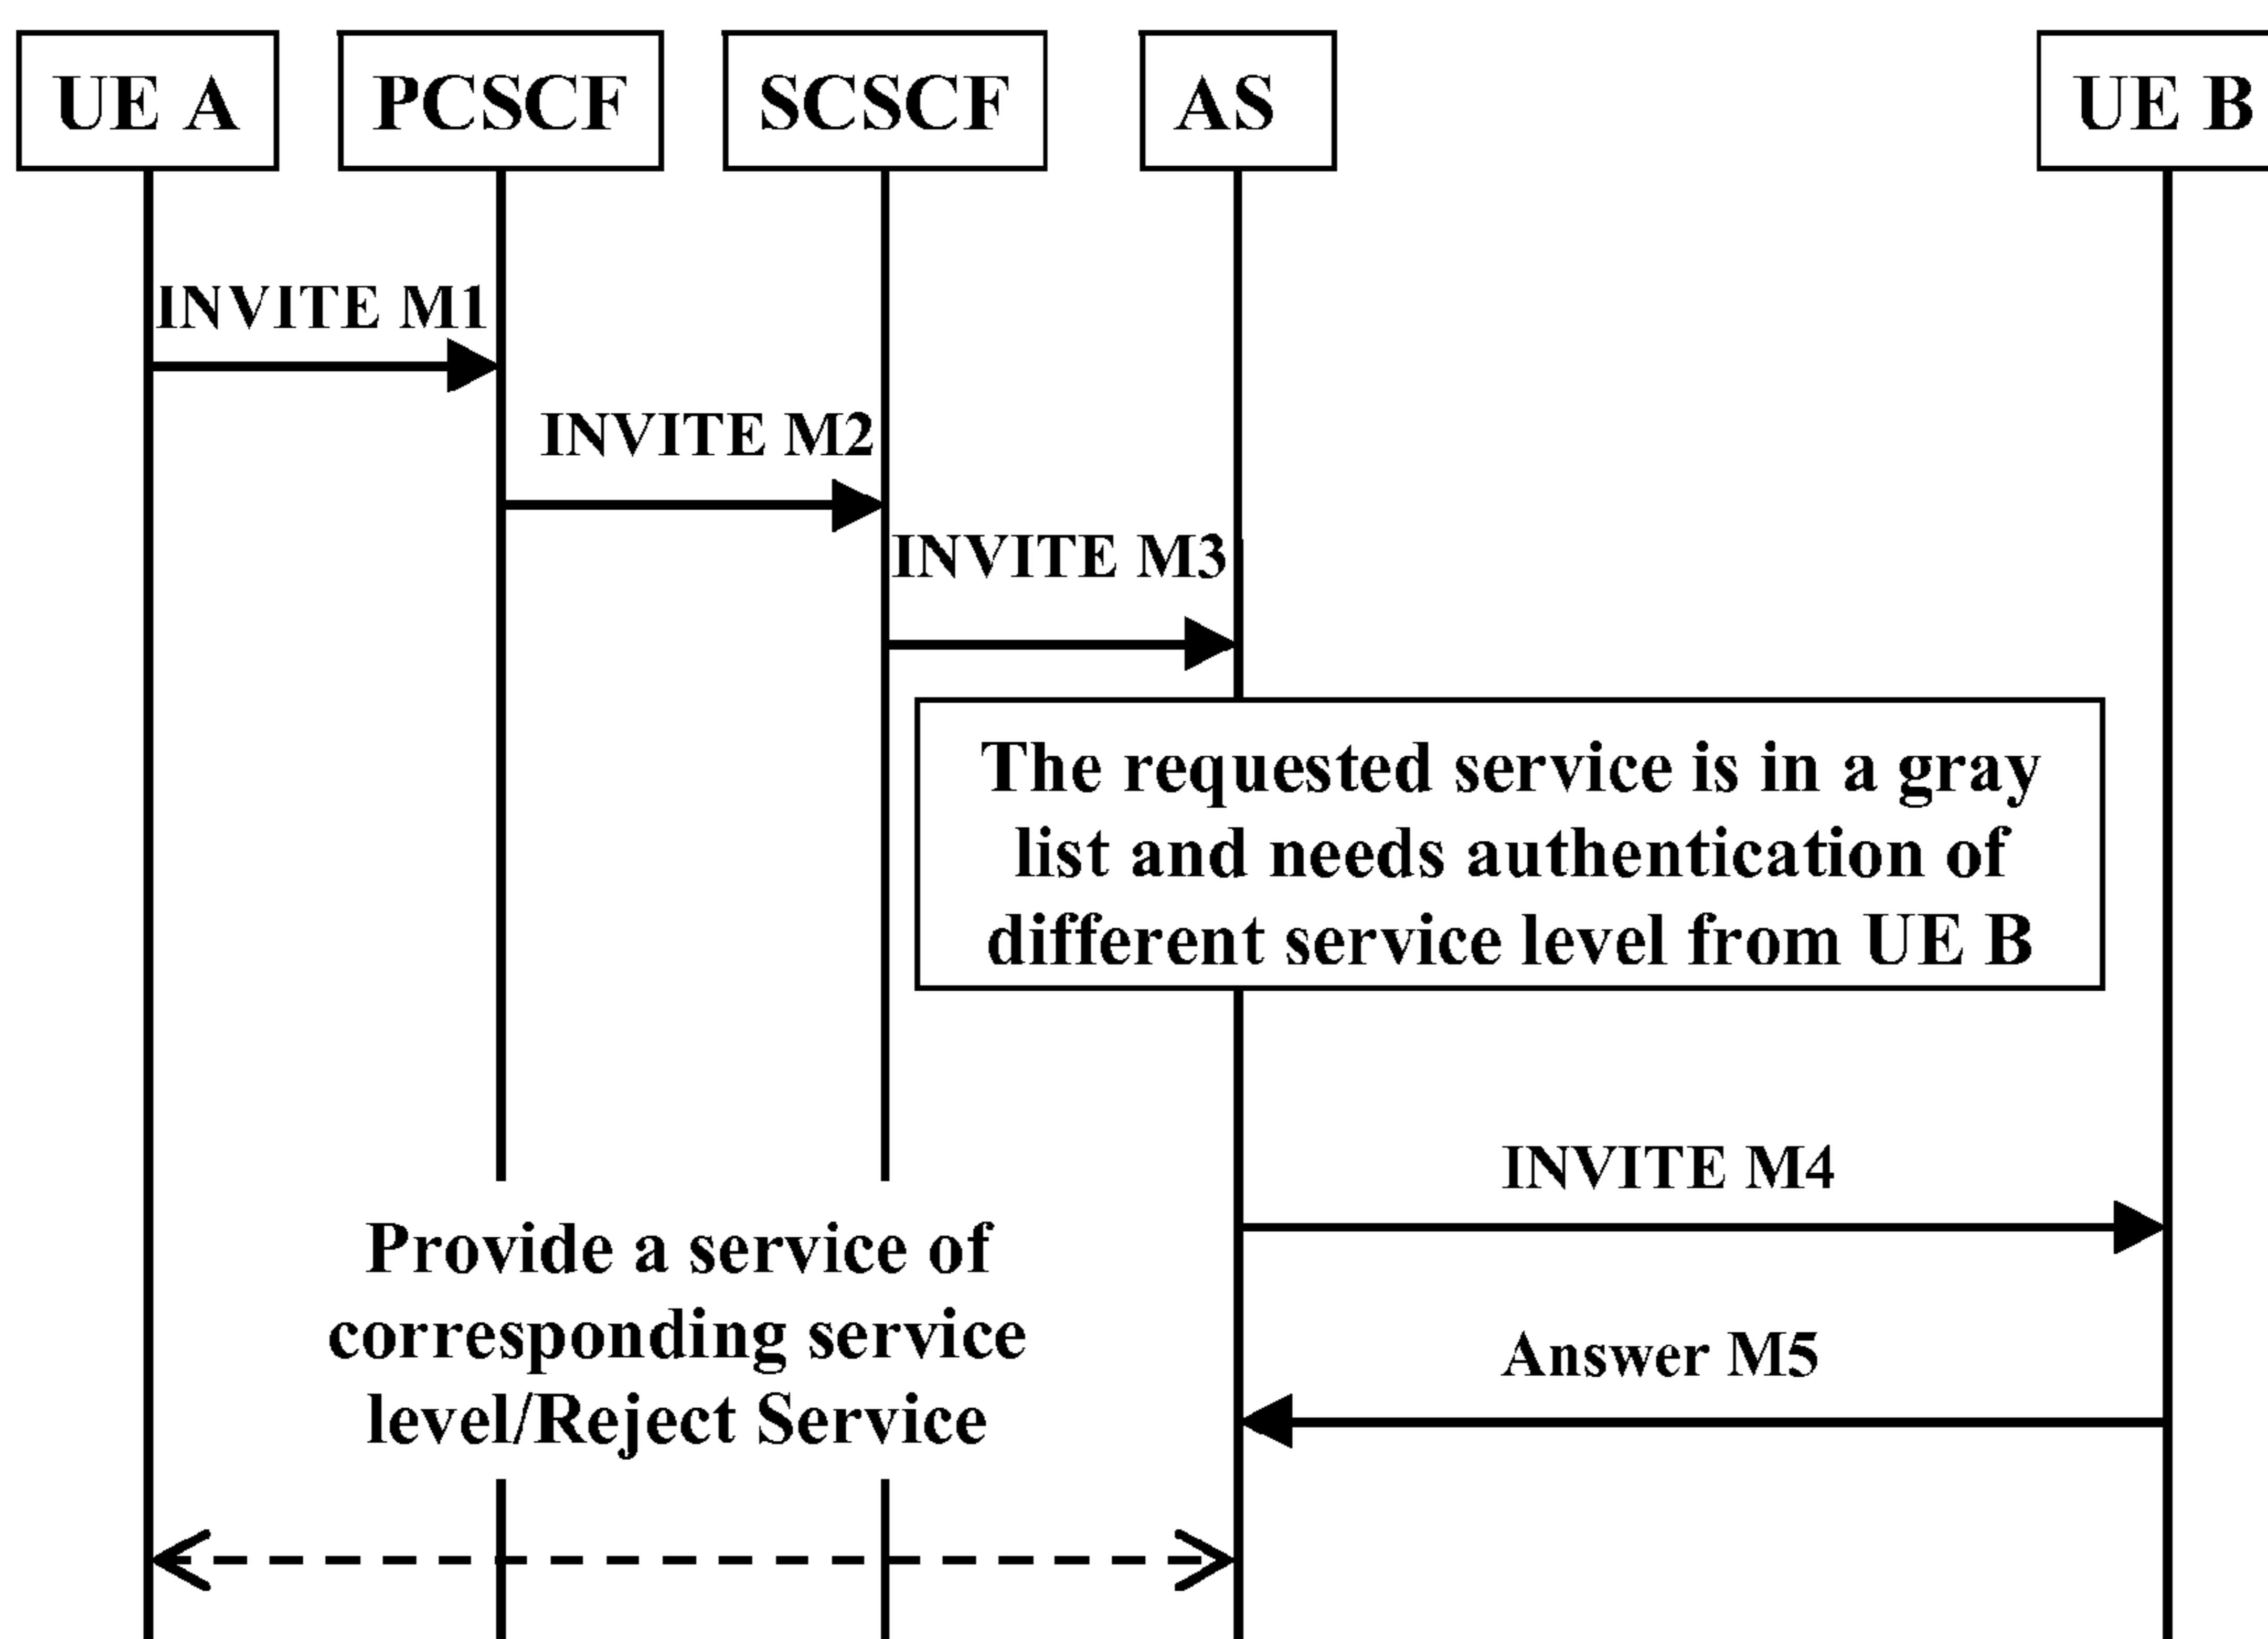 UE A
PCSCF
SCSCF
AS
UE B
INVITE M1
INVITE M2
INVITE M3
The requested service is in a gray
list and needs authentication of
different service level from UE B
INVITE M4
Provide a service of
corresponding service
level/Reject Service
Answer M5